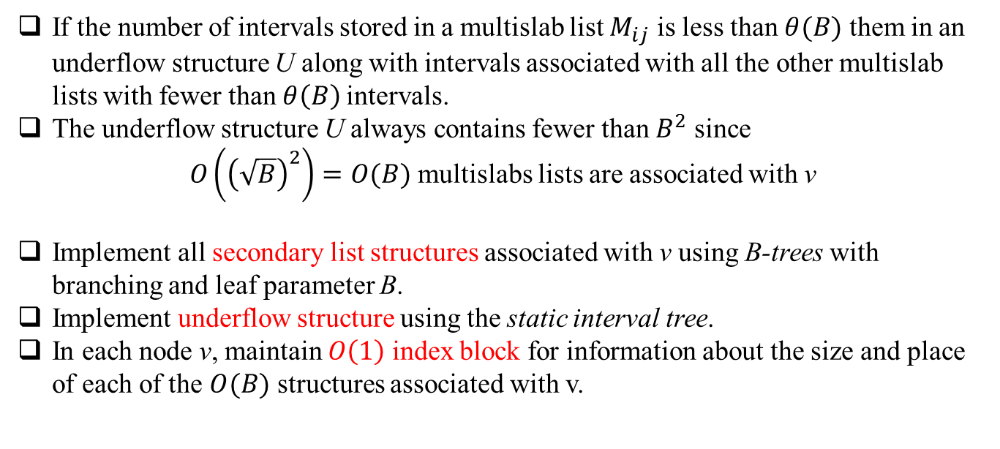 ❑ If the number of intervals stored in a multislab list $M_{ij}$ is less than $\theta(B)$ them in an
underflow structure U along with intervals associated with all the other multislab
lists with fewer than $\theta(B)$ intervals.
❑ The underflow structure U always contains fewer than $B^2$ since
$O\left((\sqrt{B})^2\right) = O(B)$ multislabs lists are associated with v
❑ Implement all secondary list structures associated with v using B-trees with
branching and leaf parameter B.
❑ Implement underflow structure using the static interval tree.
❑ In each node v, maintain O(1) index block for information about the size and place
of each of the $O(B)$ structures associated with v.